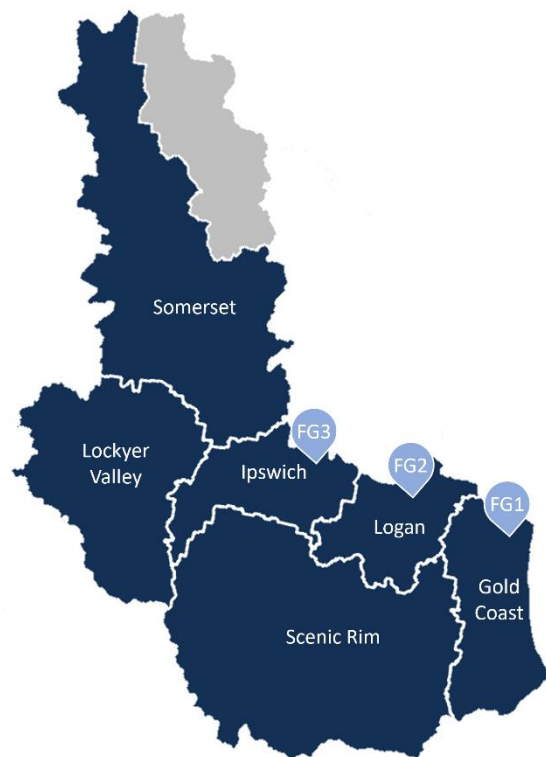 Somerset
FG3
Lockyer
Valley
Ipswich
FG2
Logan
FG1
Gold
Coast
Scenic Rim